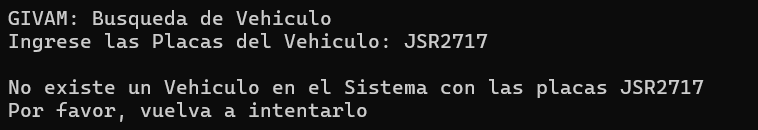 GIVAM: Busqueda de Vehiculo
Ingrese las Placas del Vehiculo: JSR2717
No existe un Vehiculo en el Sistema con las placas JSR2717
Por favor, vuelva a intentarlo